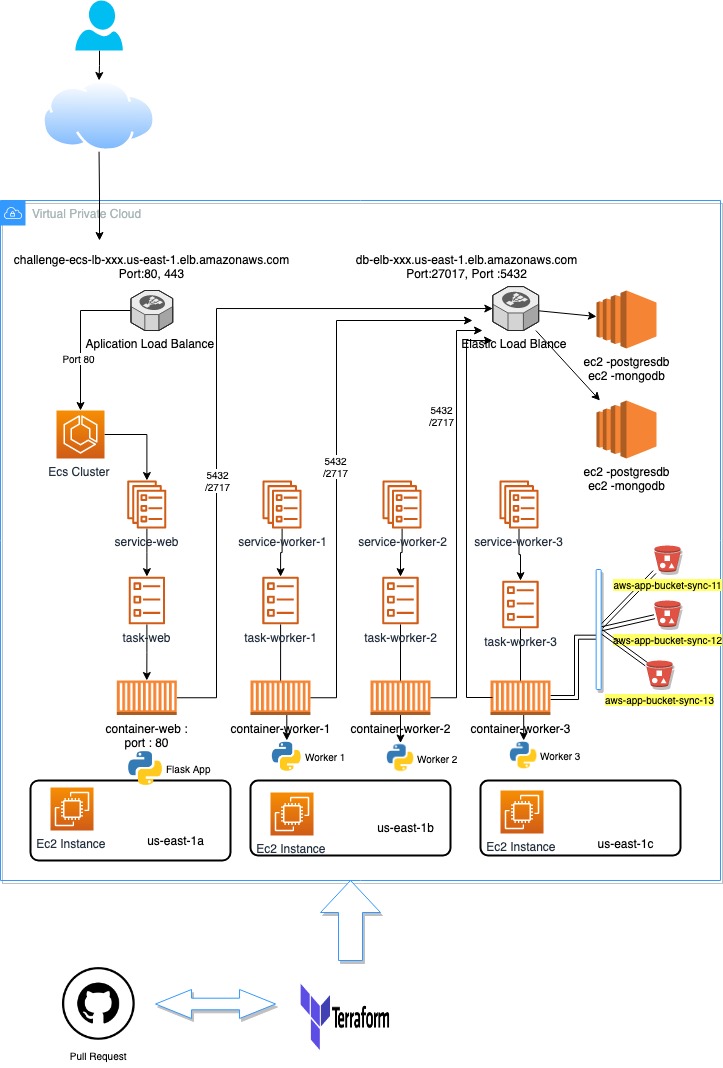 Virtual Private Cloud
challenge-ecs-lb-xxx.us-east-1.elb.amazonaws.com
Port:80, 443
db-elb-xxx.us-east-1.elb.amazonaws.com
Port:27017, Port :5432
Aplication Load Balance
Elastic Load Blance
Port 80
ec2 -postgresdb
ec2 -mongodb
Ecs Cluster
5432
/2717
5432
/2717
5432
/2717
ec2 -postgresdb
ec2 -mongodb
service-web
service-worker-1
service-worker-2
service-worker-3
aws-app-bucket-sync-11
task-web
task-worker-1
task-worker-2
task-worker-3
aws-app-bucket-sync-12
aws-app-bucket-sync-13
container-web :
port : 80
container-worker-1
container-worker-2
container-worker-3
Flask App
Worker 1
Worker 2
Worker 3
Ec2 Instance
us-east-1a
Ec2 Instance
us-east-1b
Ec2 Instance
us-east-1c
Terraform
Pull Request